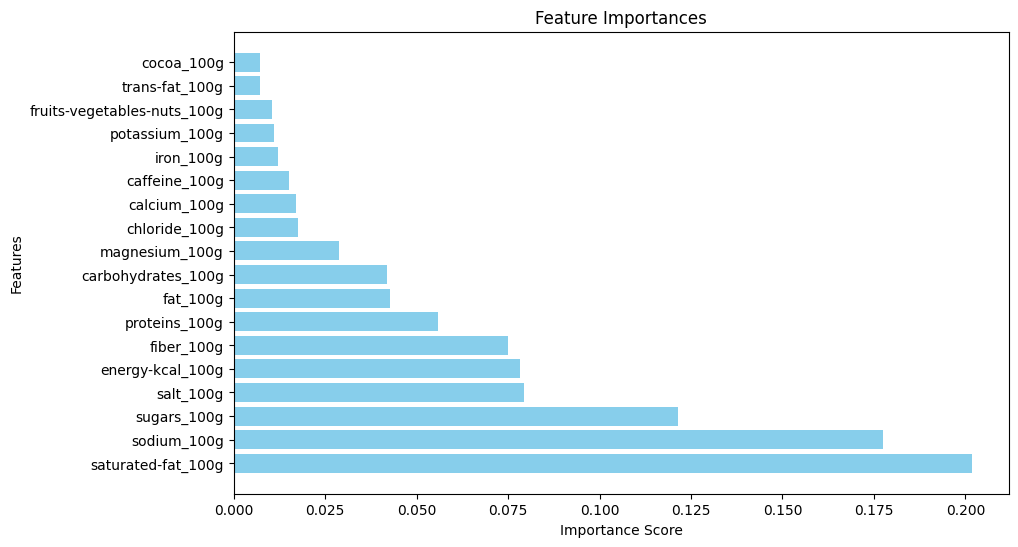 Feature Importances
Features
cocoa_100g
trans-fat_100g
fruits-vegetables-nuts_100g
potassium_100g
iron_100g
caffeine_100g
calcium_100g
chloride_100g
magnesium_100g
carbohydrates_100g
fat_100g
proteins_100g
fiber_100g
energy-kcal_100g
salt_100g
sugars_100g
sodium_100g
saturated-fat_100g
0.000 0.025 0.050 0.075 0.100 0.125 0.150 0.175 0.200
Importance Score